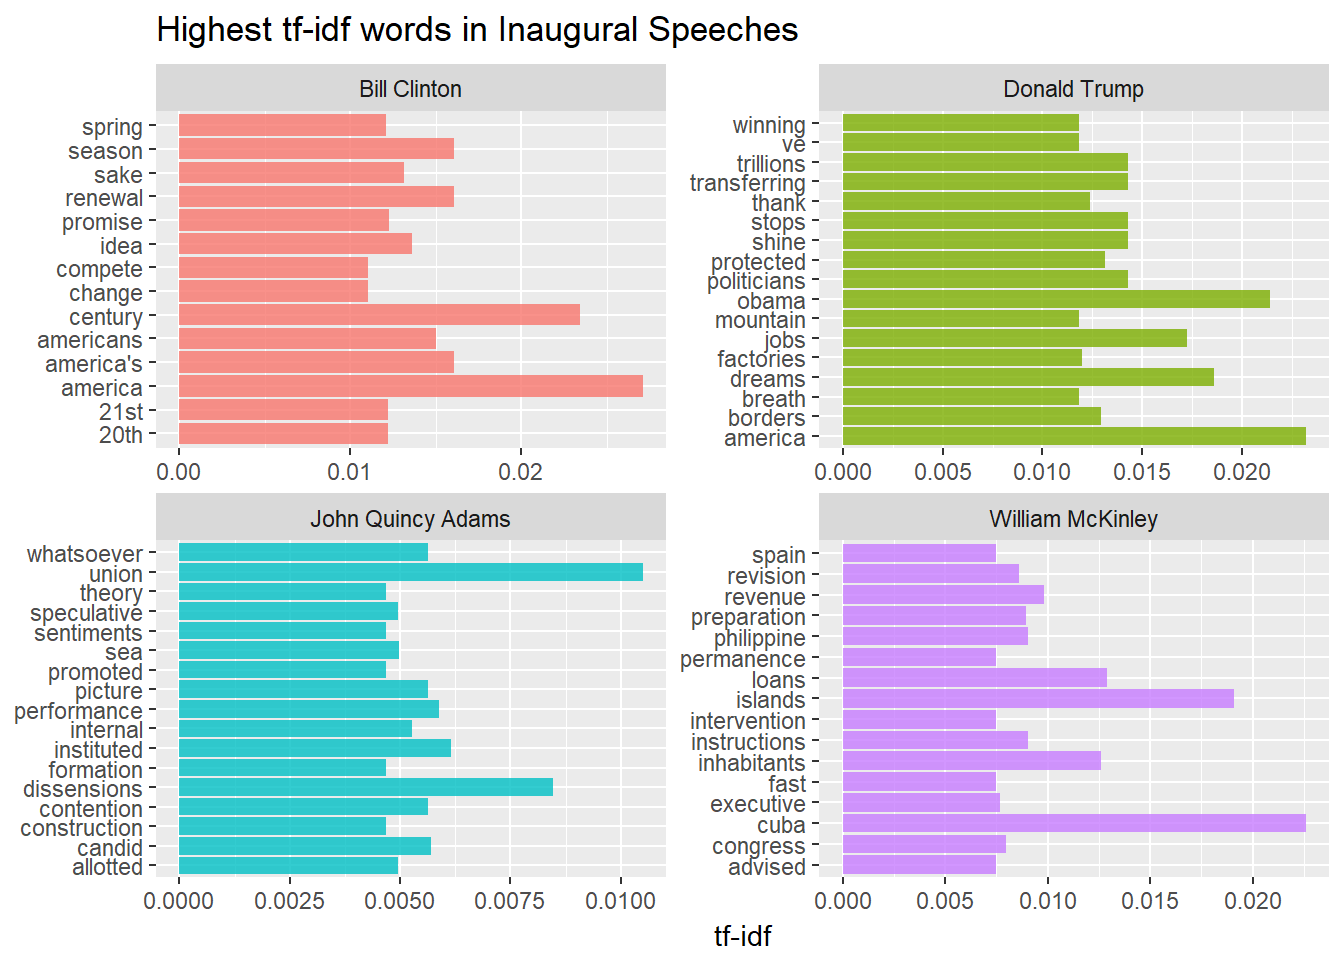 Highest tf-idf words in Inaugural Speeches
Bill Clinton
spring
season
sake
renewal
promise
idea
compete
change
century
americans
america's
america
21st
20th
0.00 0.01 0.02
Donald Trump
winning
ve
trillions
transferring
thank
stops
shine
protected
politicians
obama
mountain
jobs
factories
dreams
breath
borders
america
0.000 0.005 0.010 0.015 0.020
John Quincy Adams
whatsoever
union
theory
speculative
sentiments
sea
promoted
picture
performance
internal
instituted
formation
dissensions
contention
construction
candid
allotted
0.0000 0.0025 0.0050 0.0075 0.0100
William McKinley
spain
revision
revenue
preparation
philippine
permanence
loans
islands
intervention
instructions
inhabitants
fast
executive
cuba
congress
advised
0.000 0.005 0.010 0.015 0.020
tf-idf